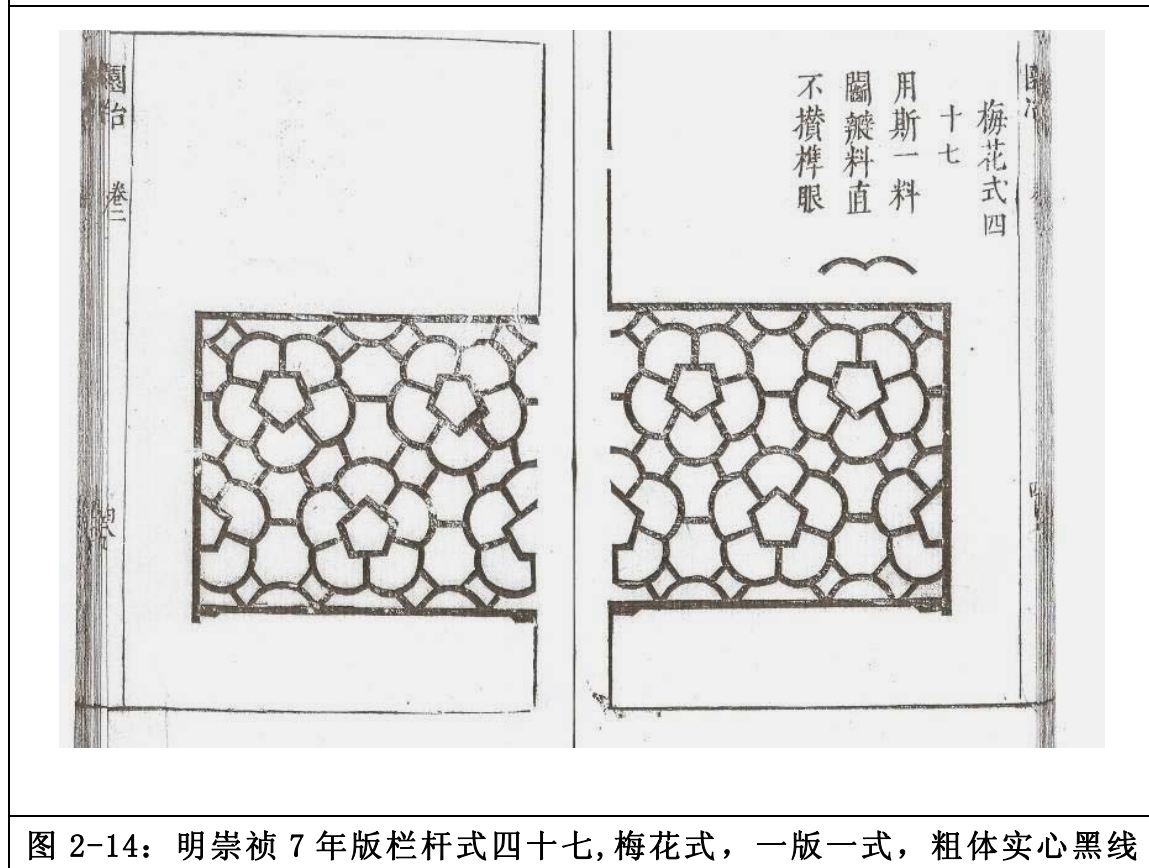 梅花式四
十七
用斯一料
鬭瓣料直
不攢榫眼
園冶
卷二
图 2-14：明崇祯 7 年版栏杆式四十七,梅花式，一版一式，粗体实心黑线